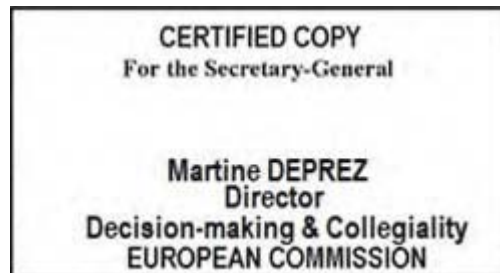 CERTIFIED COPY
For the Secretary-General
Martine DEPREZ
Director
Decision-making & Collegiality
EUROPEAN COMMISSION